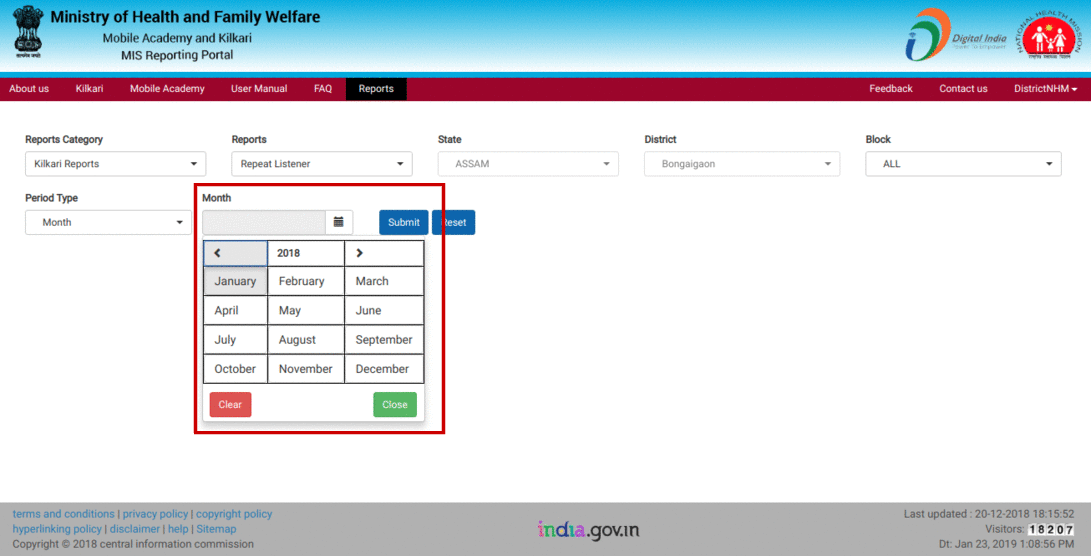 Ministry of Health and Family Welfare
Mobile Academy and Kilkari
MIS Reporting Portal
सत्यमेव जयते
Digital India
Power To Empower
NATIONAL HEALTH MISSION
About us Kilkari Mobile Academy User Manual FAQ Reports Feedback Contact us DistrictNHM
Reports Category Reports State District Block
Kilkari Reports Repeat Listener ASSAM Bongaigaon ALL
Period Type Month
Month Submit Reset
2018
January February March
April May June
July August September
October November December
Clear Close
terms and conditions | privacy policy | copyright policy
hyperlinking policy | disclaimer | help | Sitemap
Copyright © 2018 central information commission
india.gov.in
Last updated : 20-12-2018 18:15:52
Visitors: 18207
Dt: Jan 23, 2019 1:08:56 PM